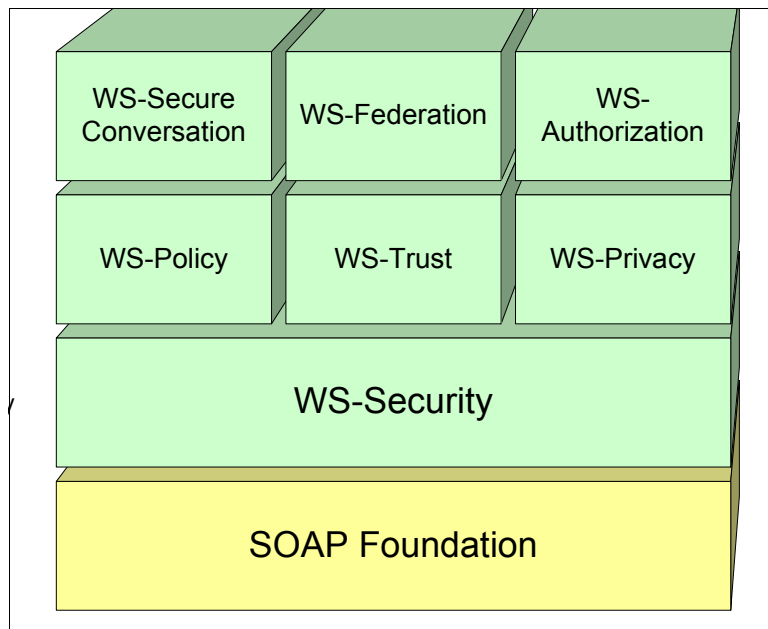 WS-Secure
Conversation
WS-Federation
WS-
Authorization
WS-Policy
WS-Trust
WS-Privacy
WS-Security
SOAP Foundation